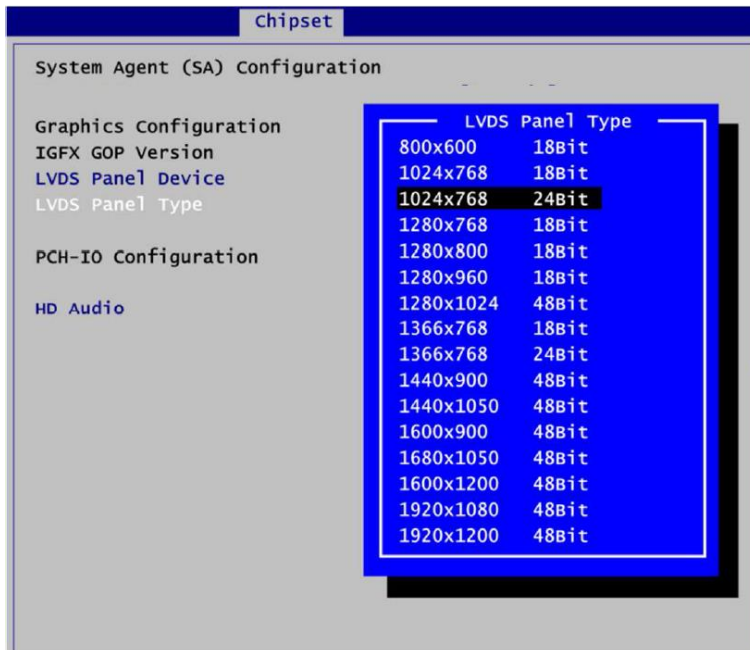 Chipset
System Agent (SA) Configuration
Graphics Configuration
IGFX GOP Version
LVDS Panel Device
LVDS Panel Type
PCH-IO Configuration
HD Audio
LVDS Panel Type
800x600 18Bit
1024x768 18Bit
1024x768 24Bit
1280x768 18Bit
1280x800 18Bit
1280x960 18Bit
1280x1024 48Bit
1366x768 18Bit
1366x768 24Bit
1440x900 48Bit
1440x1050 48Bit
1600x900 48Bit
1680x1050 48Bit
1600x1200 48Bit
1920x1080 48Bit
1920x1200 48Bit